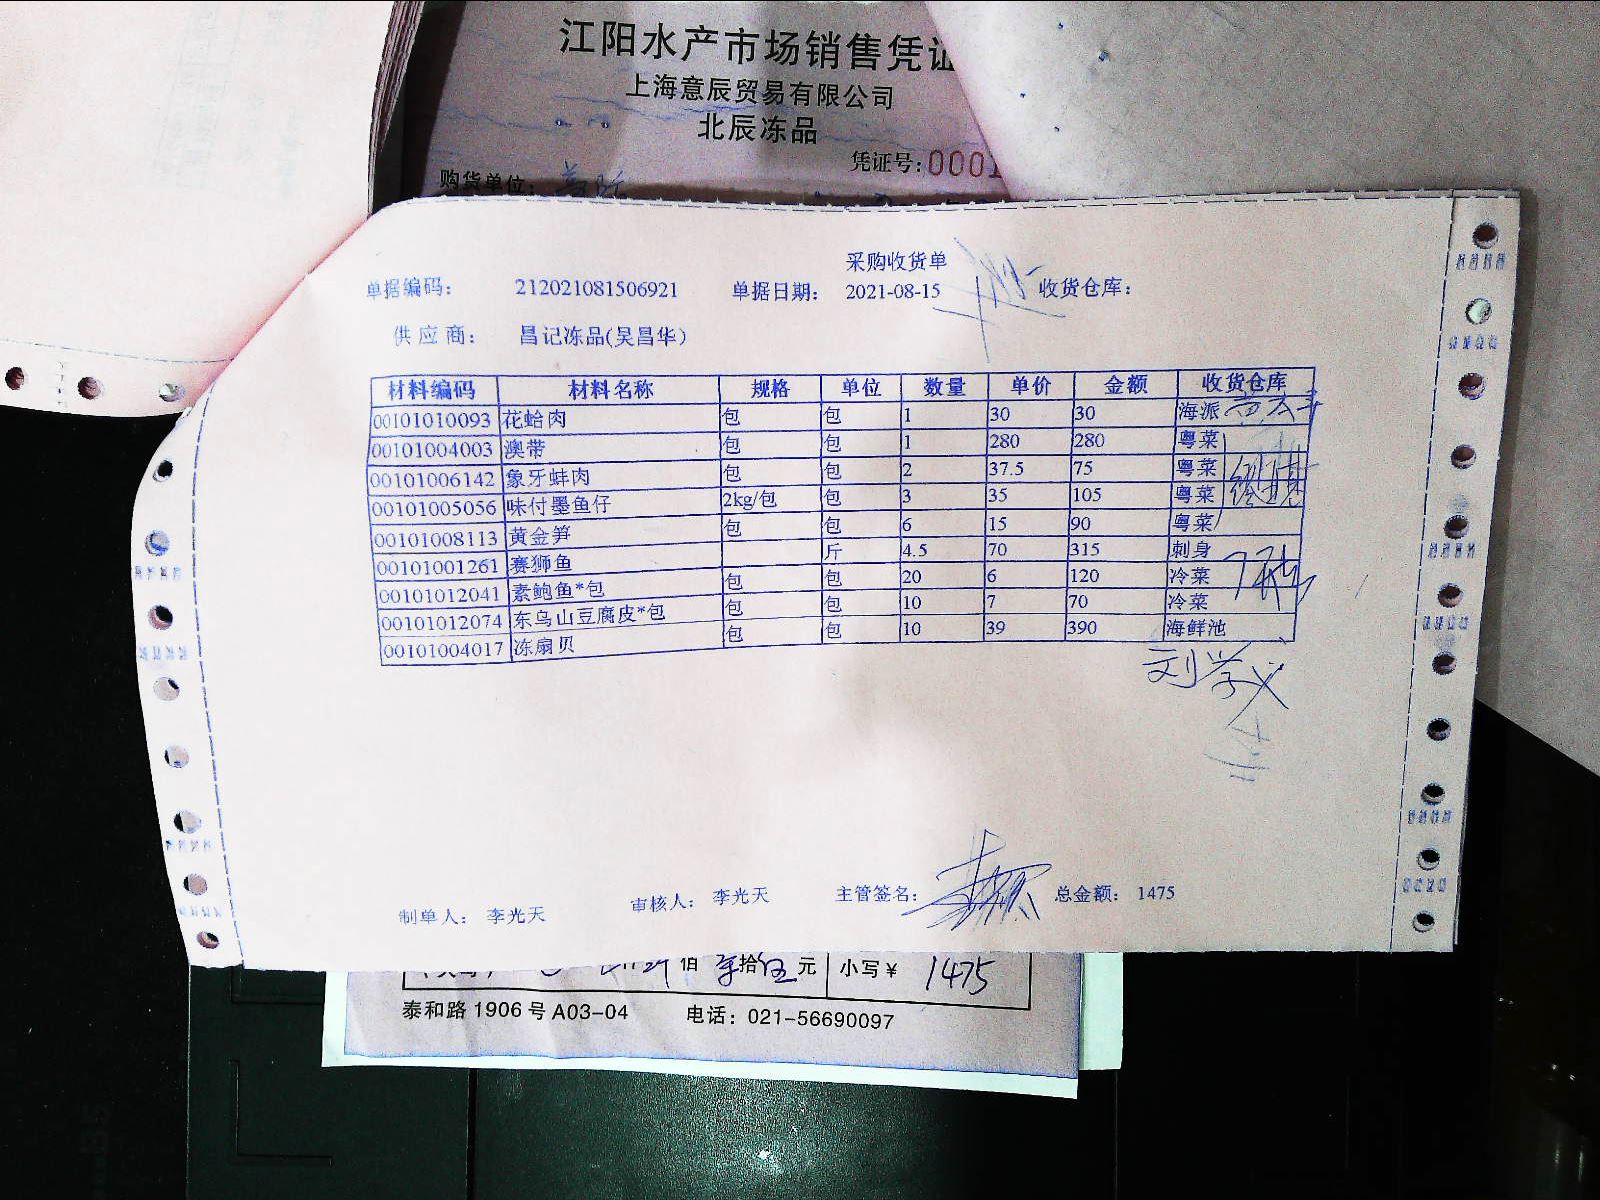 江阳水产市场销售凭证
上海意辰贸易有限公司
北辰冻品
凭证号:0001
购货单位:
采购收货单
单据编码: 212021081506921 单据日期: 2021-08-15 收货仓库:
供应商: 昌记冻品(吴昌华)
材料编码 材料名称 规格 单位 数量 单价 金额 收货仓库
00101010093 花蛤肉 包 包 1 30 30 海派
00101004003 澳带 包 包 1 280 280 粤菜
00101006142 象牙蚌肉 包 包 2 37.5 75 粤菜
00101005056 味付墨鱼仔 2kg/包 包 3 35 105 粤菜
00101008113 黄金笋 包 包 6 15 90 粤菜
00101001261 赛狮鱼 斤 4.5 70 315 刺身
00101012041 素鲍鱼*包 包 包 20 6 120 冷菜
00101012074 东乌山豆腐皮*包 包 包 10 7 70 冷菜
00101004017 冻扇贝 包 包 10 39 390 海鲜池
刘学义
制单人: 李光天 审核人: 李光天 主管签名: 总金额: 1475
佰 拾伍元 小写¥ 1475
泰和路1906号A03-04 电话: 021-56690097